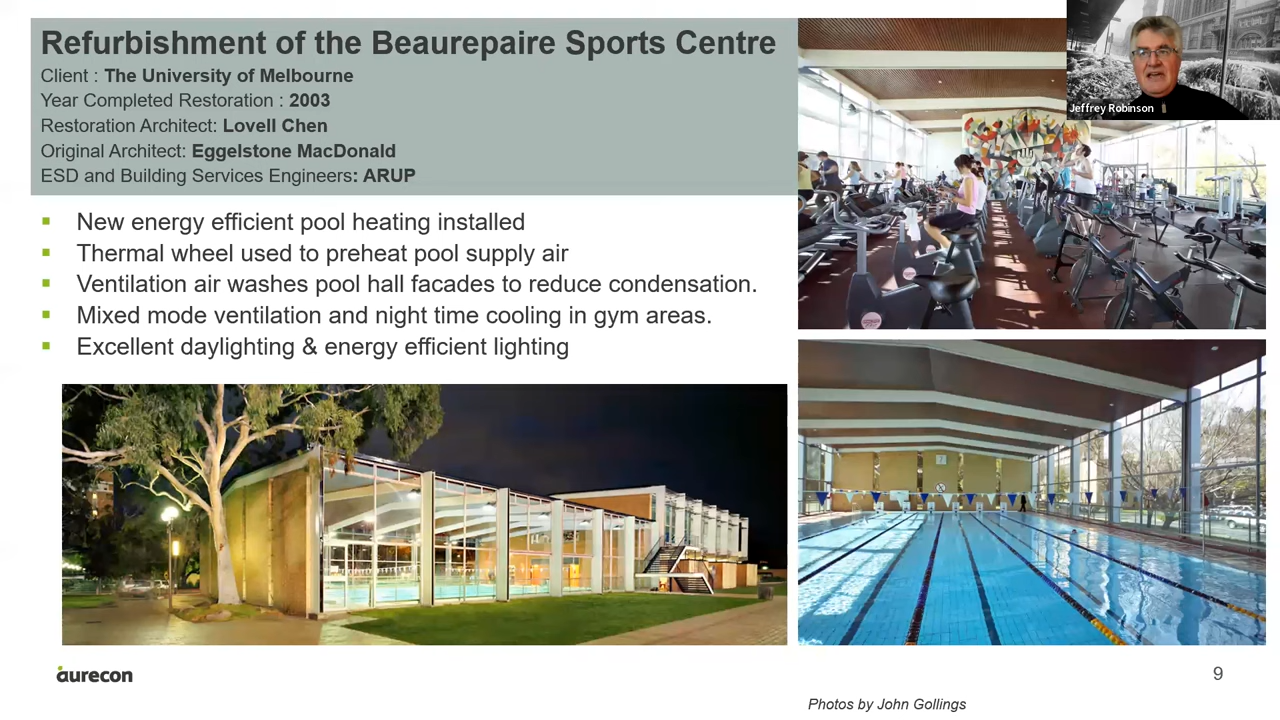 Refurbishment of the Beaurepaire Sports Centre
Client : The University of Melbourne
Year Completed Restoration : 2003
Restoration Architect: Lovell Chen
Original Architect: Eggelstone MacDonald
ESD and Building Services Engineers: ARUP
Jeffrey Robinson
▪ New energy efficient pool heating installed
▪ Thermal wheel used to preheat pool supply air
▪ Ventilation air washes pool hall facades to reduce condensation.
▪ Mixed mode ventilation and night time cooling in gym areas.
▪ Excellent daylighting & energy efficient lighting
aurecon
9
Photos by John Gollings